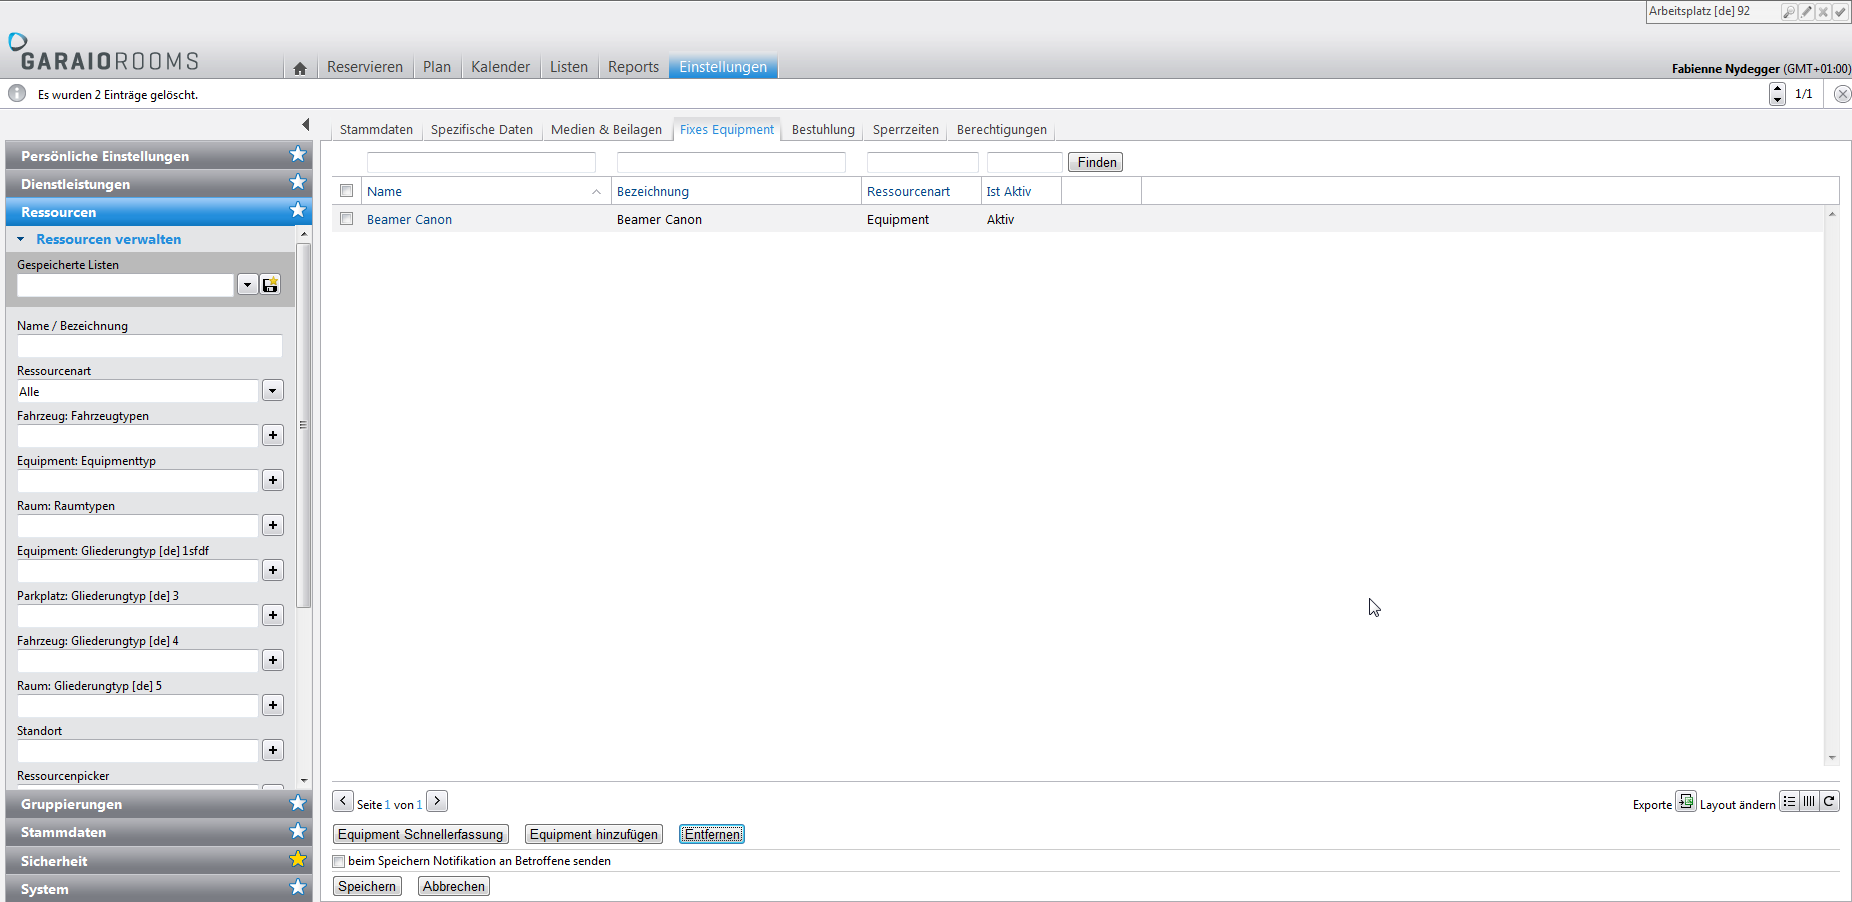 Arbeitsplatz [de] 92
GARAIOROOMS
Reservieren Plan Kalender Listen Reports Einstellungen
Fabienne Nydegger (GMT+01:00)
Es wurden 2 Einträge gelöscht.
1/1
Stammdaten Spezifische Daten Medien & Beilagen Fixes Equipment Bestuhlung Sperrzeiten Berechtigungen
Persönliche Einstellungen
Dienstleistungen
Ressourcen
Ressourcen verwalten
Gespeicherte Listen
Name / Bezeichnung
Ressourcenart
Alle
Fahrzeug: Fahrzeugtypen
Equipment: Equipmenttyp
Raum: Raumtypen
Equipment: Gliederungtyp [de] 1sfdf
Parkplatz: Gliederungtyp [de] 3
Fahrzeug: Gliederungtyp [de] 4
Raum: Gliederungtyp [de] 5
Standort
Ressourcenpicker
Gruppierungen
Stammdaten
Sicherheit
System
Finden
Name Bezeichnung Ressourcenart Ist Aktiv
Beamer Canon Beamer Canon Equipment Aktiv
Seite 1 von 1
Exporte Layout ändern
Equipment Schnellerfassung Equipment hinzufügen Entfernen
beim Speichern Notifikation an Betroffene senden
Speichern Abbrechen